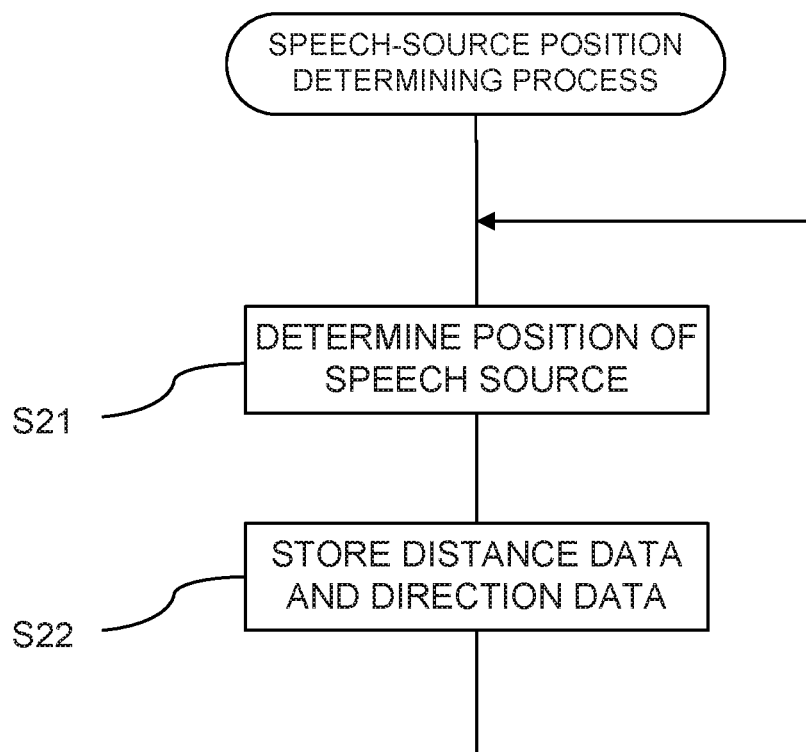 SPEECH-SOURCE POSITION
DETERMINING PROCESS
DETERMINE POSITION OF
SPEECH SOURCE
S21
STORE DISTANCE DATA
AND DIRECTION DATA
S22